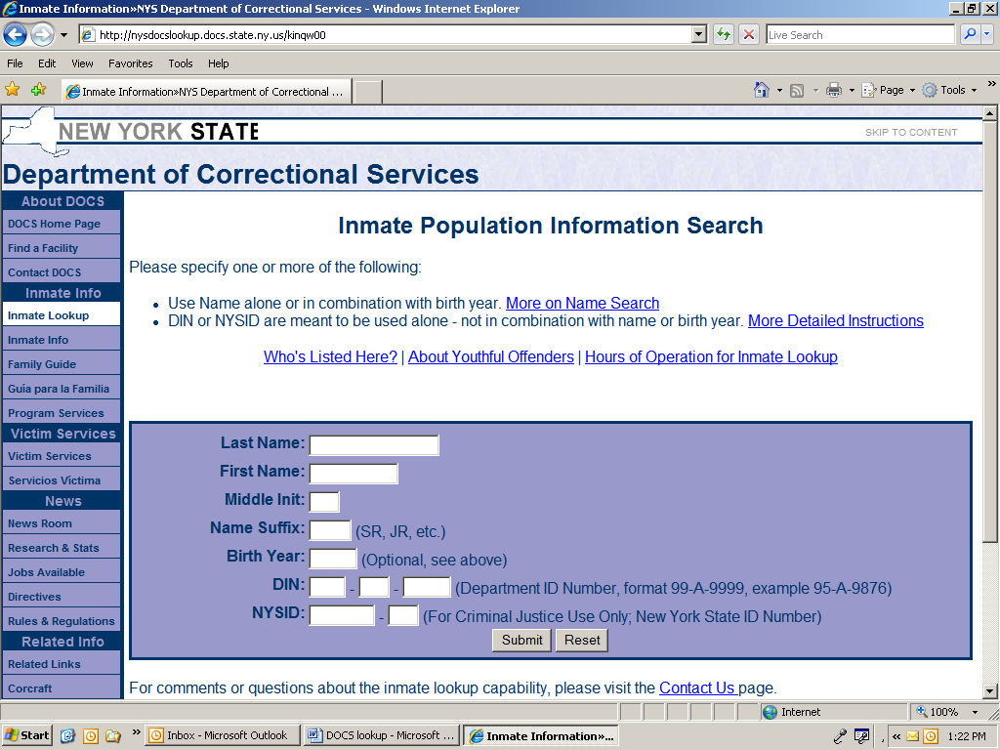 Inmate Information»NYS Department of Correctional Services - Windows Internet Explorer
http://nysdocslookup.docs.state.ny.us/kinqw00
Live Search
File Edit View Favorites Tools Help
Inmate Information»NYS Department of Correctional ...
Page Tools »
NEW YORK STATE
SKIP TO CONTENT
Department of Correctional Services
About DOCS
DOCS Home Page
Find a Facility
Contact DOCS
Inmate Info
Inmate Lookup
Inmate Info
Family Guide
Guía para la Familia
Program Services
Victim Services
Victim Services
Servicios Víctima
News
News Room
Research & Stats
Jobs Available
Directives
Rules & Regulations
Related Info
Related Links
Corcraft
Inmate Population Information Search
Please specify one or more of the following:
• Use Name alone or in combination with birth year. More on Name Search
• DIN or NYSID are meant to be used alone - not in combination with name or birth year. More Detailed Instructions
Who's Listed Here? | About Youthful Offenders | Hours of Operation for Inmate Lookup
Last Name:
First Name:
Middle Init:
Name Suffix: (SR, JR, etc.)
Birth Year: (Optional, see above)
DIN: - - (Department ID Number, format 99-A-9999, example 95-A-9876)
NYSID: - (For Criminal Justice Use Only; New York State ID Number)
Submit Reset
For comments or questions about the inmate lookup capability, please visit the Contact Us page.
Internet 100%
Start » Inbox - Microsoft Outlook DOCS lookup - Microsoft ... Inmate Information»... , « 1:22 PM